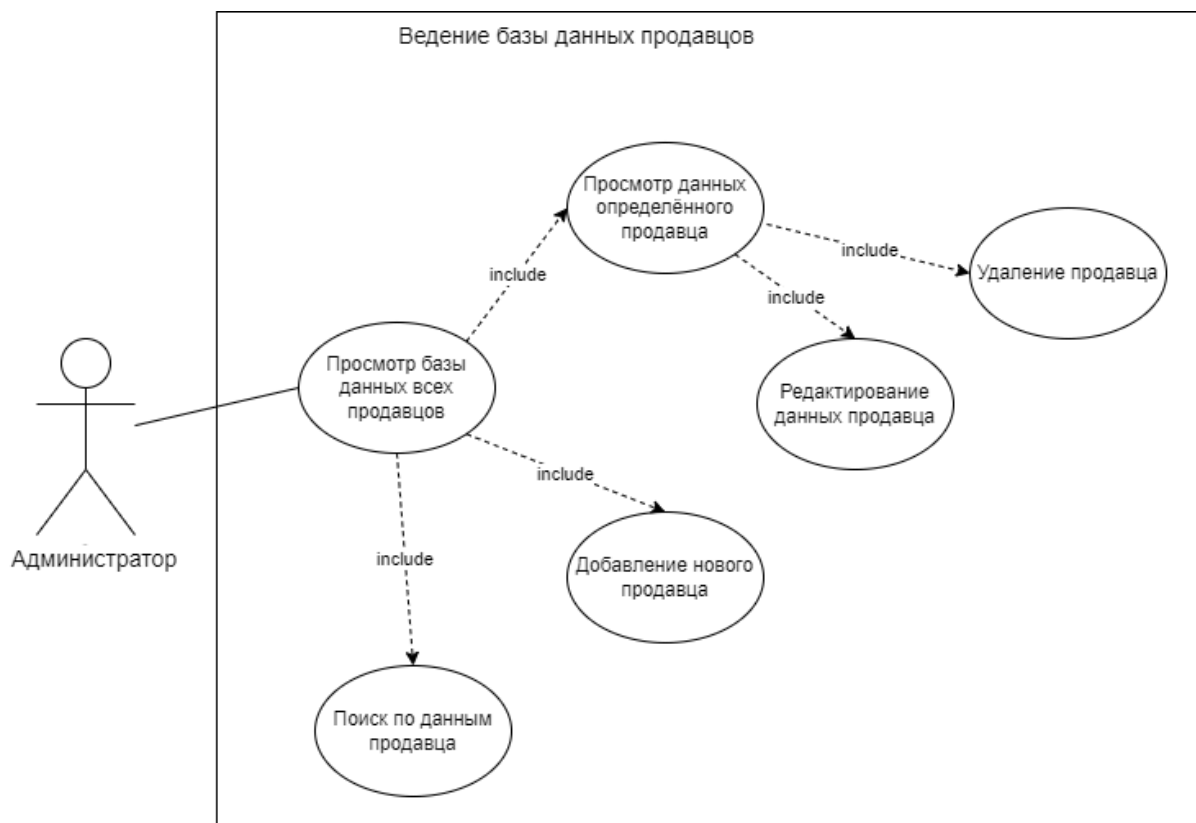 Ведение базы данных продавцов
Просмотр данных
определённого
продавца
include
Удаление продавца
include
include
Просмотр базы
данных всех
продавцов
Редактирование
данных продавца
include
Администратор
include
Добавление нового
продавца
Поиск по данным
продавца